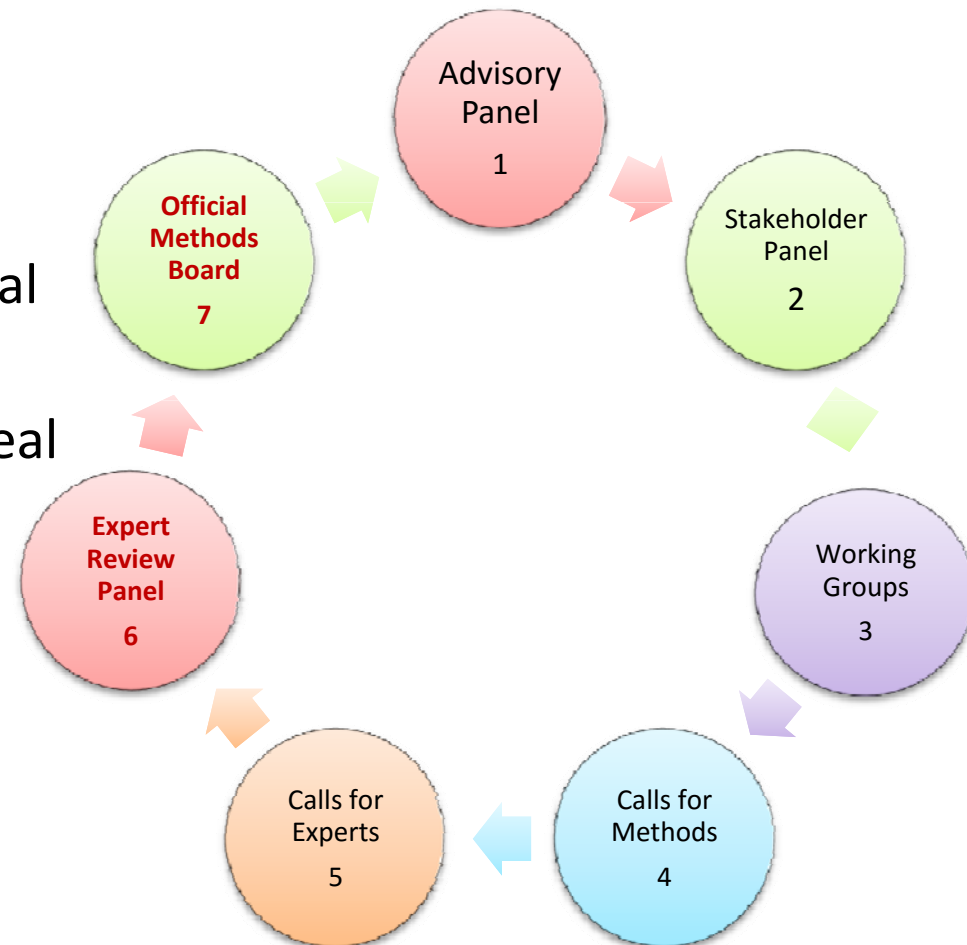 al
eal
Advisory
Panel
1
Stakeholder
Panel
2
Working
Groups
3
Calls for
Methods
4
Calls for
Experts
5
Expert
Review
Panel
6
Official
Methods
Board
7